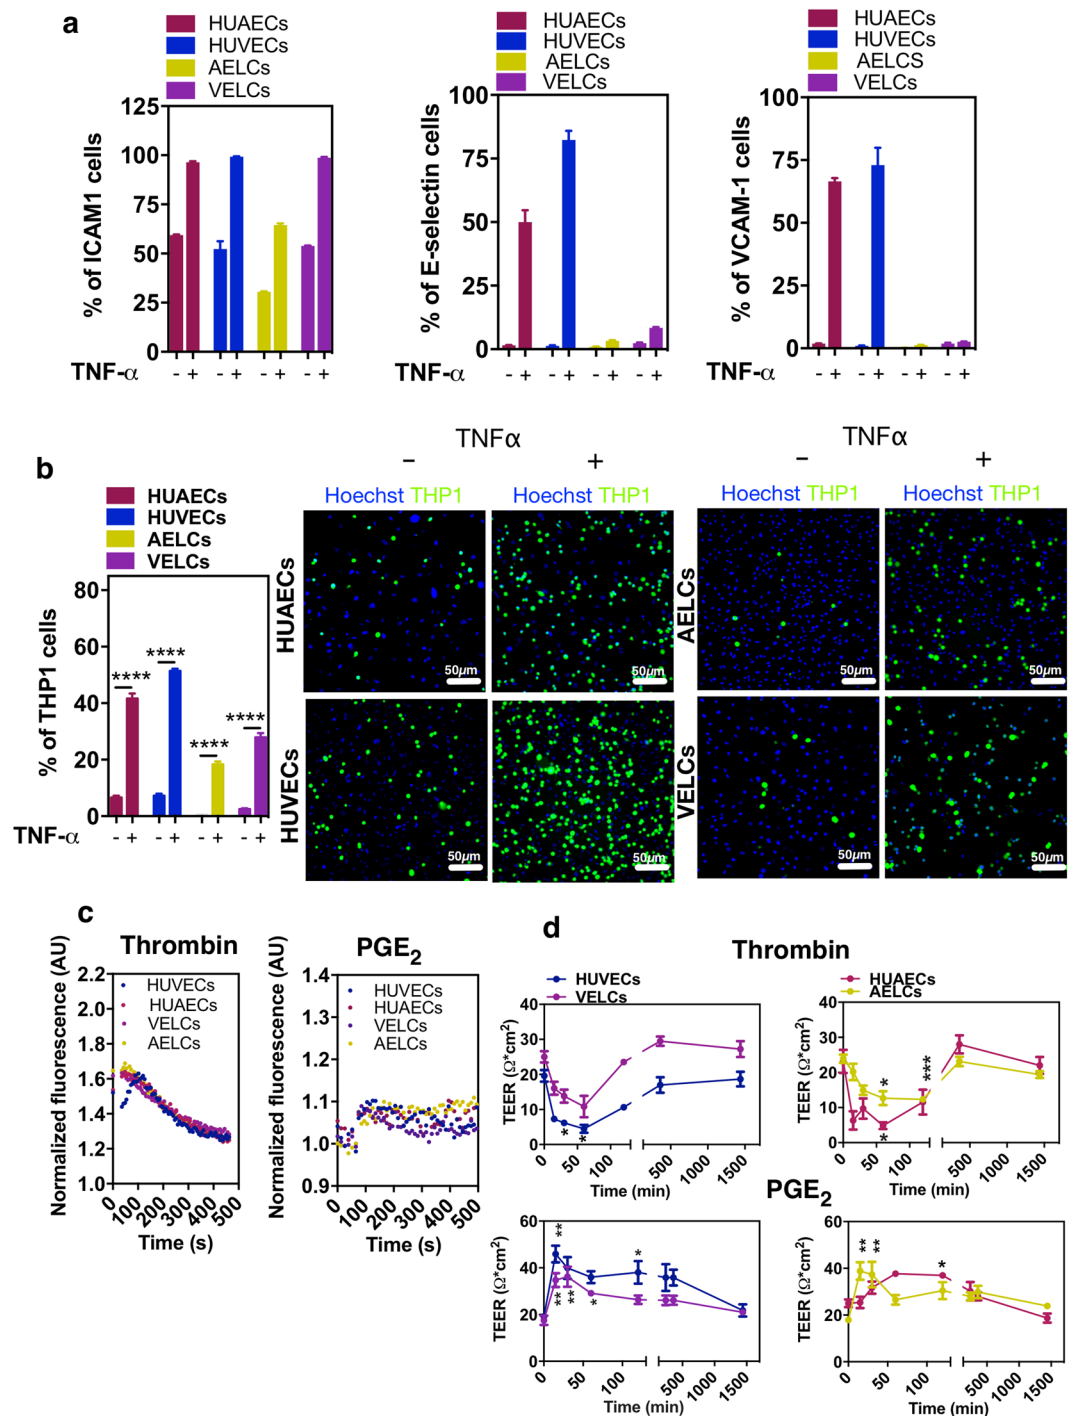 a
HUAECs
HUVECs
AELCs
VELCs
% of ICAM1 cells
125
100
75
50
25
0
TNF-α
- + - + - + - +
HUAECs
HUVECs
AELCs
VELCs
% of E-selectin cells
100
75
50
25
0
TNF-α
- + - + - + - +
HUAECs
HUVECs
AELCS
VELCs
% of VCAM-1 cells
100
75
50
25
0
TNF-α
- + - + - + - +
b
HUAECs
HUVECs
AELCs
VELCs
% of THP1 cells
80
60
40
20
0
****
****
****
****
TNF-α
- + - + - + - +
TNFα
− +
Hoechst THP1
Hoechst THP1
HUAECs
50µm
50µm
HUVECs
50µm
50µm
TNFα
− +
Hoechst THP1
Hoechst THP1
AELCs
50µm
50µm
VELCs
50µm
50µm
c
Thrombin
Normalized fluorescence (AU)
HUVECs
HUAECs
VELCs
AELCs
2.2
2.0
1.8
1.6
1.4
1.2
1.0
0 100 200 300 400 500
Time (s)
PGE2
Normalized fluorescence (AU)
HUVECs
HUAECs
VELCs
AELCs
1.4
1.3
1.2
1.1
1.0
0.9
0 100 200 300 400 500
Time (s)
d
Thrombin
HUVECs
VELCs
TEER (Ω*cm2)
40
30
20
10
0
*
*
0 50 100 500 1000 1500
Time (min)
HUAECs
AELCs
TEER (Ω*cm2)
40
30
20
10
0
*
*
***
0 50 100 500 1000 1500
Time (min)
PGE2
TEER (Ω*cm2)
60
40
20
0
**
*
**
**
*
0 50 100 500 1000 1500
Time (min)
TEER (Ω*cm2)
60
40
20
0
**
**
*
0 50 100 500 1000 1500
Time (min)